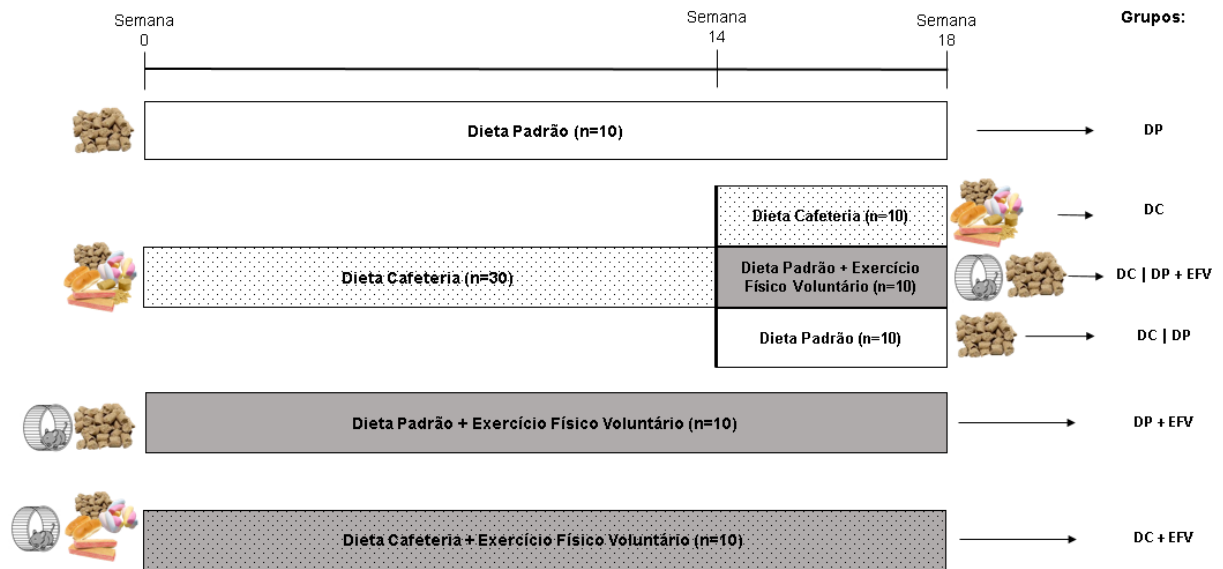 Semana
0
Semana
14
Semana
18
Grupos:
Dieta Padrão (n=10)
DP
Dieta Cafeteria (n=10)
DC
Dieta Cafeteria (n=30)
Dieta Padrão + Exercício
Físico Voluntário (n=10)
DC | DP + EFV
Dieta Padrão (n=10)
DC | DP
Dieta Padrão + Exercício Físico Voluntário (n=10)
DP + EFV
Dieta Cafeteria + Exercício Físico Voluntário (n=10)
DC + EFV